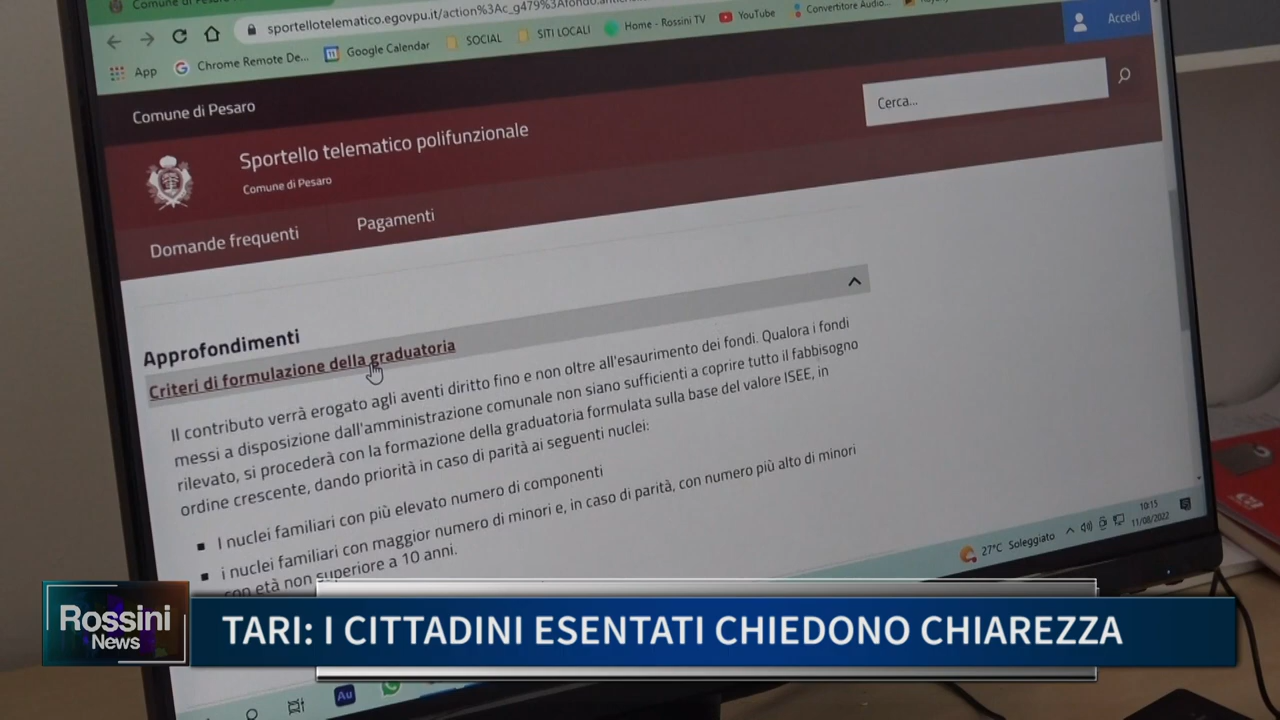 Comune di Pesaro
sportellotelematico.egovpu.it/action%3Ac_g479%3Afondo.
App
Chrome Remote De...
Google Calendar
SOCIAL
SITI LOCALI
Home - Rossini TV
YouTube
Convertitore Audio...
Comune di Pesaro
Accedi
Sportello telematico polifunzionale
Comune di Pesaro
Cerca...
Domande frequenti
Pagamenti
Approfondimenti
Criteri di formulazione della graduatoria
Il contributo verrà erogato agli aventi diritto fino e non oltre all'esaurimento dei fondi. Qualora i fondi
messi a disposizione dall'amministrazione comunale non siano sufficienti a coprire tutto il fabbisogno
rilevato, si procederà con la formazione della graduatoria formulata sulla base del valore ISEE, in
ordine crescente, dando priorità in caso di parità ai seguenti nuclei:
I nuclei familiari con più elevato numero di componenti
i nuclei familiari con maggior numero di minori e, in caso di parità, con numero più alto di minori
con età non superiore a 10 anni.
27°C Soleggiato
10:15
11/08/2022
Rossini
News
TARI: I CITTADINI ESENTATI CHIEDONO CHIAREZZA
Au